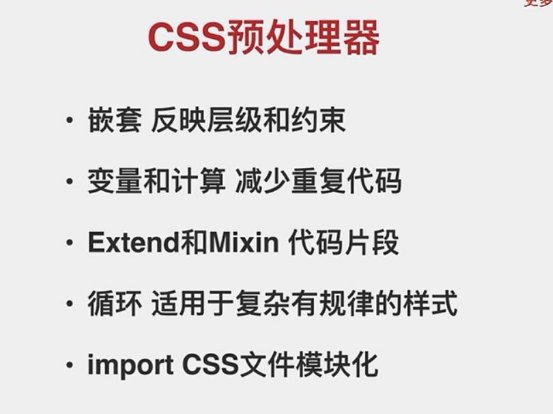 更多
CSS预处理器
• 嵌套 反映层级和约束
• 变量和计算 减少重复代码
• Extend和Mixin 代码片段
• 循环 适用于复杂有规律的样式
• import CSS文件模块化